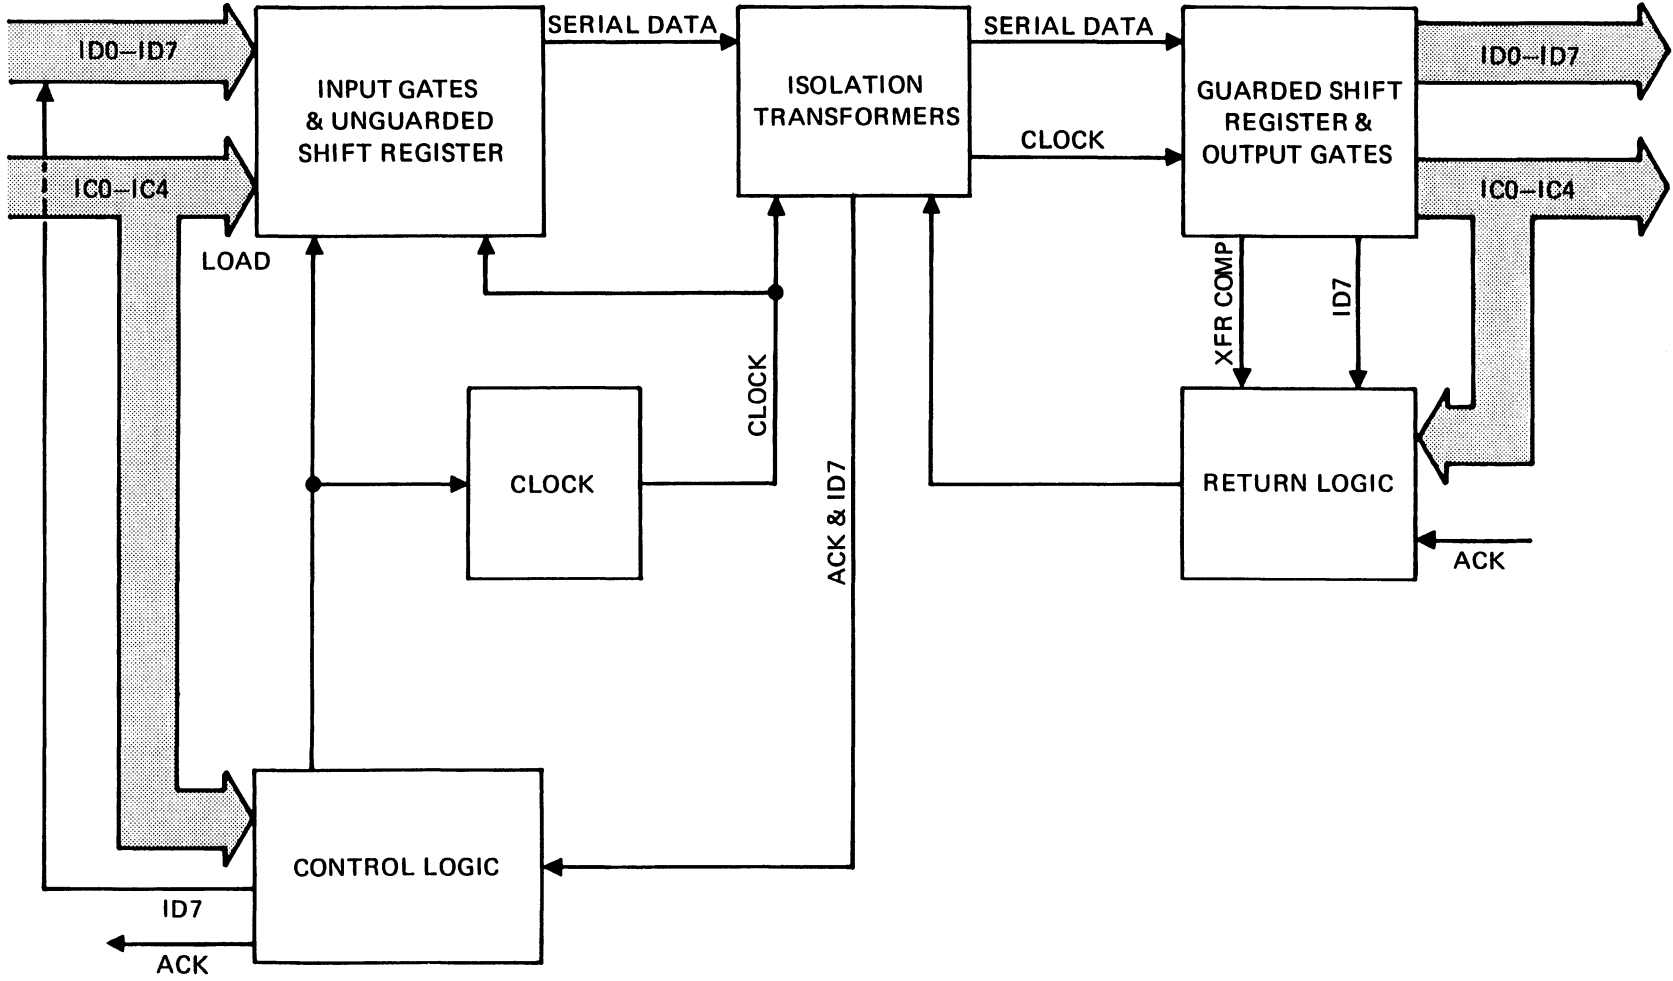 SERIAL DATA
SERIAL DATA
ID0–ID7
INPUT GATES
& UNGUARDED
SHIFT REGISTER
ISOLATION
TRANSFORMERS
GUARDED SHIFT
REGISTER &
OUTPUT GATES
ID0–ID7
CLOCK
IC0–IC4
IC0–IC4
LOAD
XFR COMP
ID7
CLOCK
CLOCK
ACK & ID7
RETURN LOGIC
ACK
CONTROL LOGIC
ID7
ACK